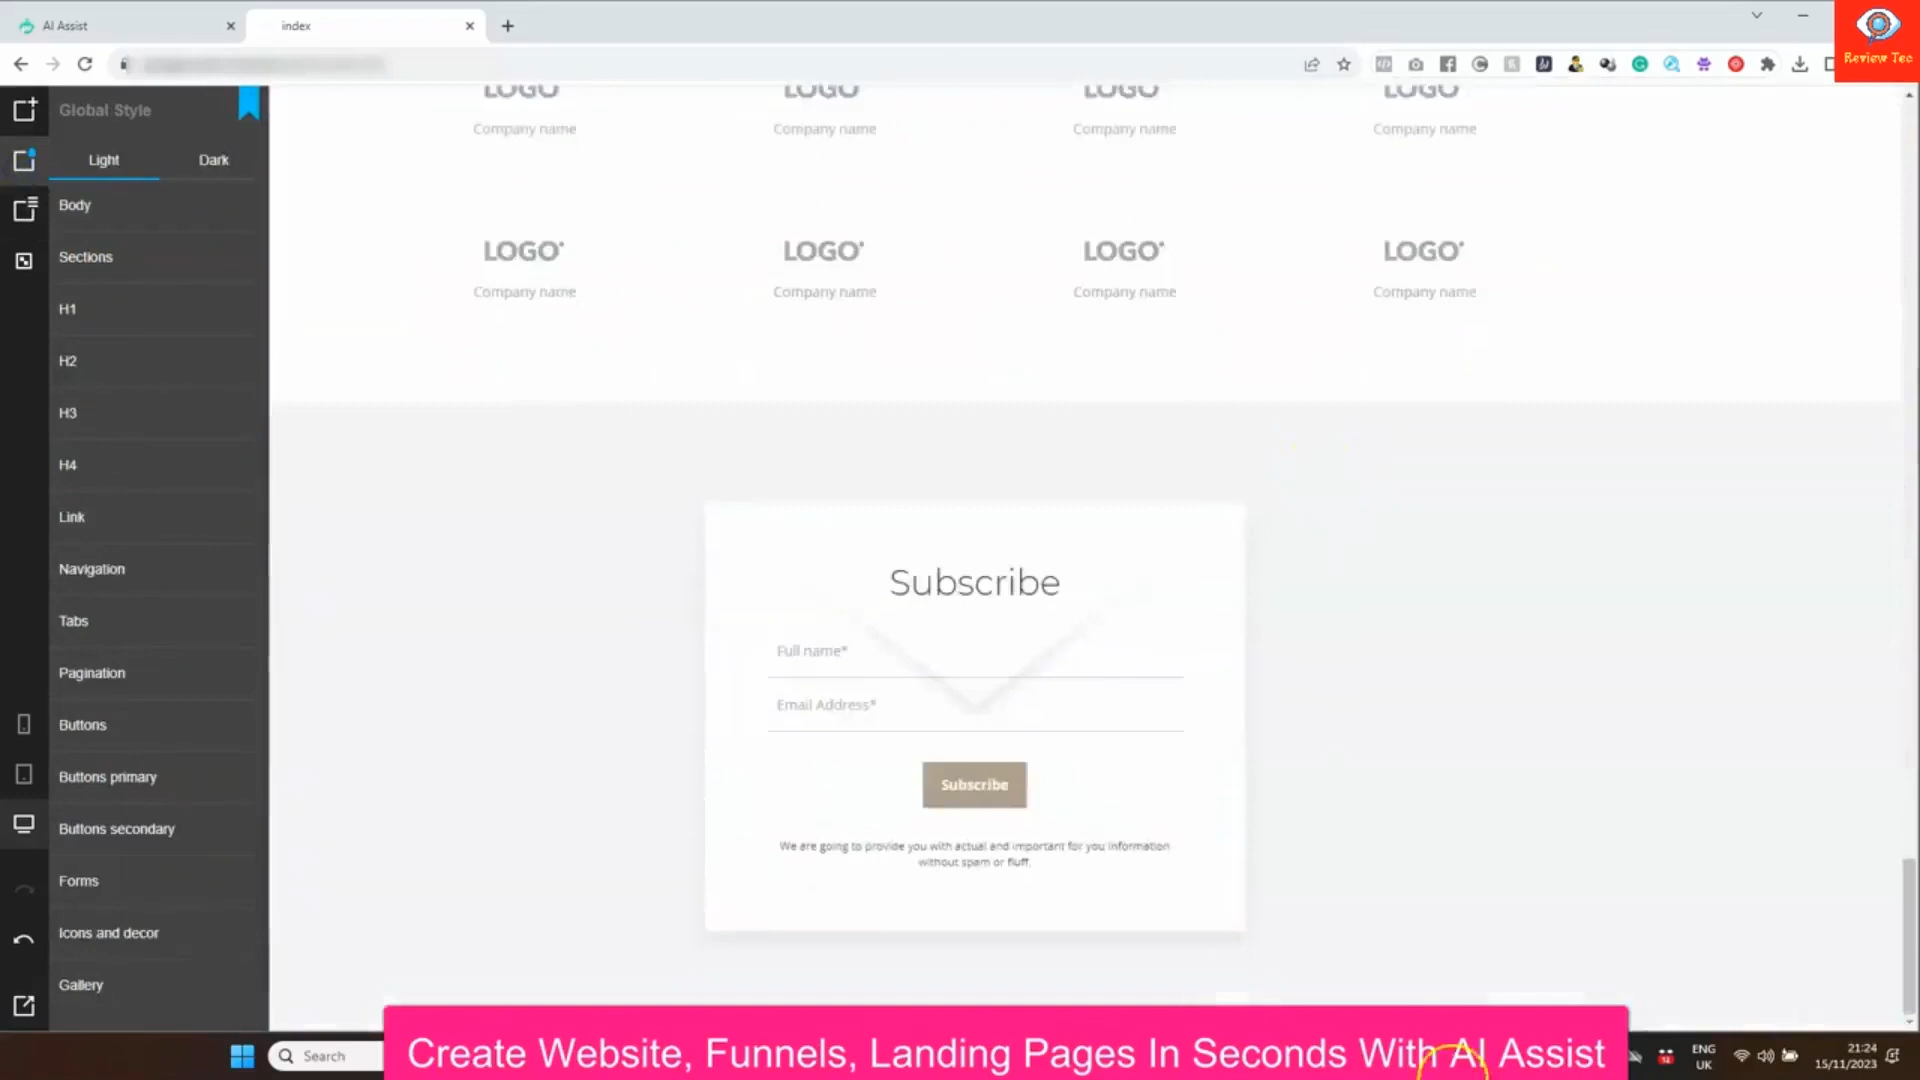 AI Assist
index
Review Tec
Global Style
Light
Dark
Body
Sections
H1
H2
H3
H4
Link
Navigation
Tabs
Pagination
Buttons
Buttons primary
Buttons secondary
Forms
Icons and decor
Gallery
LOGO LOGO LOGO LOGO
Company name Company name Company name Company name
LOGO LOGO LOGO LOGO
Company name Company name Company name Company name
Subscribe
Full name*
Email Address*
Subscribe
We are going to provide you with actual and important for you information
without spam or fluff.
Search
Create Website, Funnels, Landing Pages In Seconds With AI Assist
ENG
UK
21:24
15/11/2023